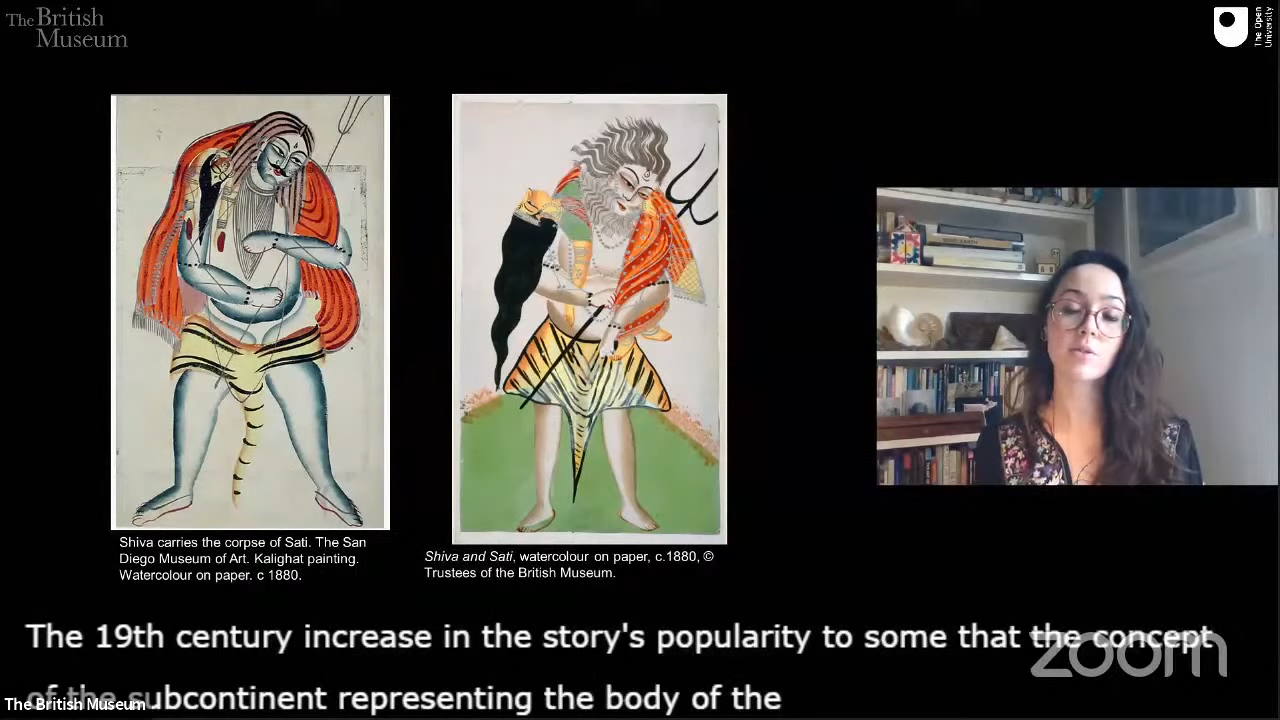 The British
Museum
The Open
University
Shiva carries the corpse of Sati. The San
Diego Museum of Art. Kalighat painting.
Watercolour on paper. c 1880.
Shiva and Sati, watercolour on paper, c.1880, ©
Trustees of the British Museum.
The 19th century increase in the story's popularity to some that the concept
of the subcontinent representing the body of the
zoom
The British Museum